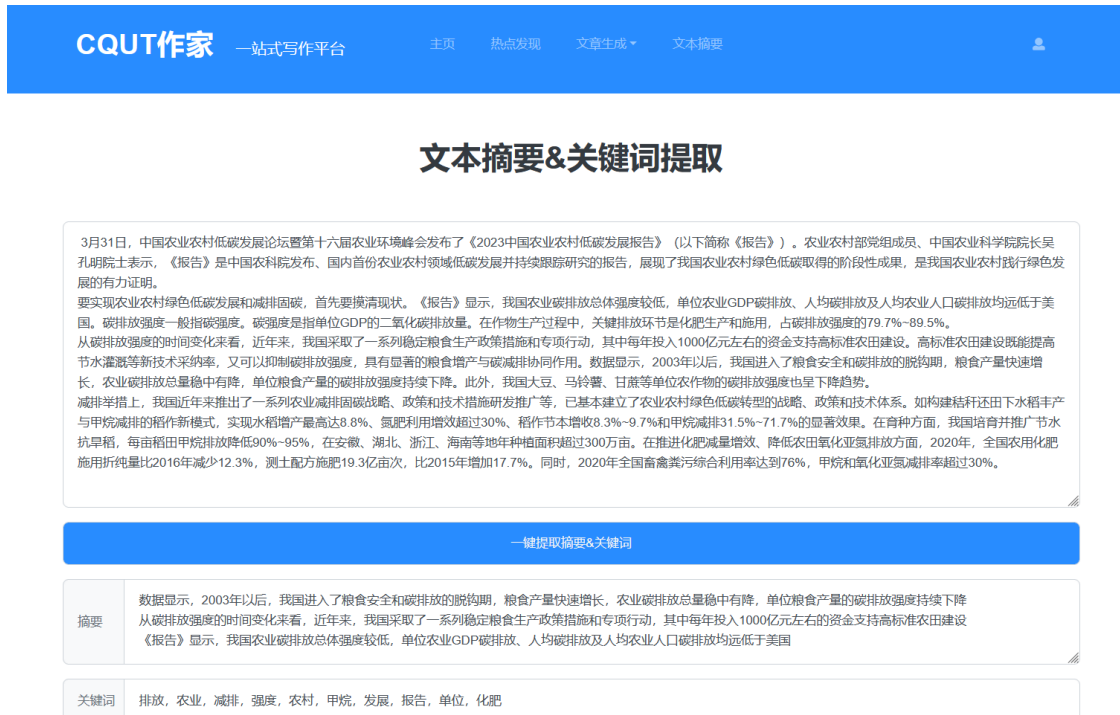 CQUT作家 一站式写作平台 主页 热点发现 文章生成 文本摘要
文本摘要&关键词提取
3月31日，中国农业农村低碳发展论坛暨第十六届农业环境峰会发布了《2023中国农业农村低碳发展报告》（以下简称《报告》）。农业农村部党组成员、中国农业科学院院长吴
孔明院士表示，《报告》是中国农科院发布、国内首份农业农村领域低碳发展并持续跟踪研究的报告，展现了我国农业农村绿色低碳取得的阶段性成果，是我国农业农村践行绿色发
展的有力证明。
要实现农业农村绿色低碳发展和减排固碳，首先要摸清现状。《报告》显示，我国农业碳排放总体强度较低，单位农业GDP碳排放、人均碳排放及人均农业人口碳排放均远低于美
国。碳排放强度一般指碳强度。碳强度是指单位GDP的二氧化碳排放量。在作物生产过程中，关键排放环节是化肥生产和施用，占碳排放强度的79.7%~89.5%。
从碳排放强度的时间变化来看，近年来，我国采取了一系列稳定粮食生产政策措施和专项行动，其中每年投入1000亿元左右的资金支持高标准农田建设。高标准农田建设既能提高
节水灌溉等新技术采纳率，又可以抑制碳排放强度，具有显著的粮食增产与碳减排协同作用。数据显示，2003年以后，我国进入了粮食安全和碳排放的脱钩期，粮食产量快速增
长，农业碳排放总量稳中有降，单位粮食产量的碳排放强度持续下降。此外，我国大豆、马铃薯、甘蔗等单位农作物的碳排放强度也呈下降趋势。
减排举措上，我国近年来推出了一系列农业减排固碳战略、政策和技术措施研发推广等，已基本建立了农业农村绿色低碳转型的战略、政策和技术体系。如构建秸秆还田下水稻丰产
与甲烷减排的稻作新模式，实现水稻增产最高达8.8%、氮肥利用增效超过30%、稻作节本增收8.3%~9.7%和甲烷减排31.5%~71.7%的显著效果。在育种方面，我国培育并推广节水
抗旱稻，每亩稻田甲烷排放降低90%~95%，在安徽、湖北、浙江、海南等地年种植面积超过300万亩。在推进化肥减量增效、降低农田氧化亚氮排放方面，2020年，全国农用化肥
施用折纯量比2016年减少12.3%，测土配方施肥19.3亿亩次，比2015年增加17.7%。同时，2020年全国畜禽粪污综合利用率达到76%，甲烷和氧化亚氮减排率超过30%。
一键提取摘要&关键词
摘要
数据显示，2003年以后，我国进入了粮食安全和碳排放的脱钩期，粮食产量快速增长，农业碳排放总量稳中有降，单位粮食产量的碳排放强度持续下降
从碳排放强度的时间变化来看，近年来，我国采取了一系列稳定粮食生产政策措施和专项行动，其中每年投入1000亿元左右的资金支持高标准农田建设
《报告》显示，我国农业碳排放总体强度较低，单位农业GDP碳排放、人均碳排放及人均农业人口碳排放均远低于美国
关键词 排放，农业，减排，强度，农村，甲烷，发展，报告，单位，化肥